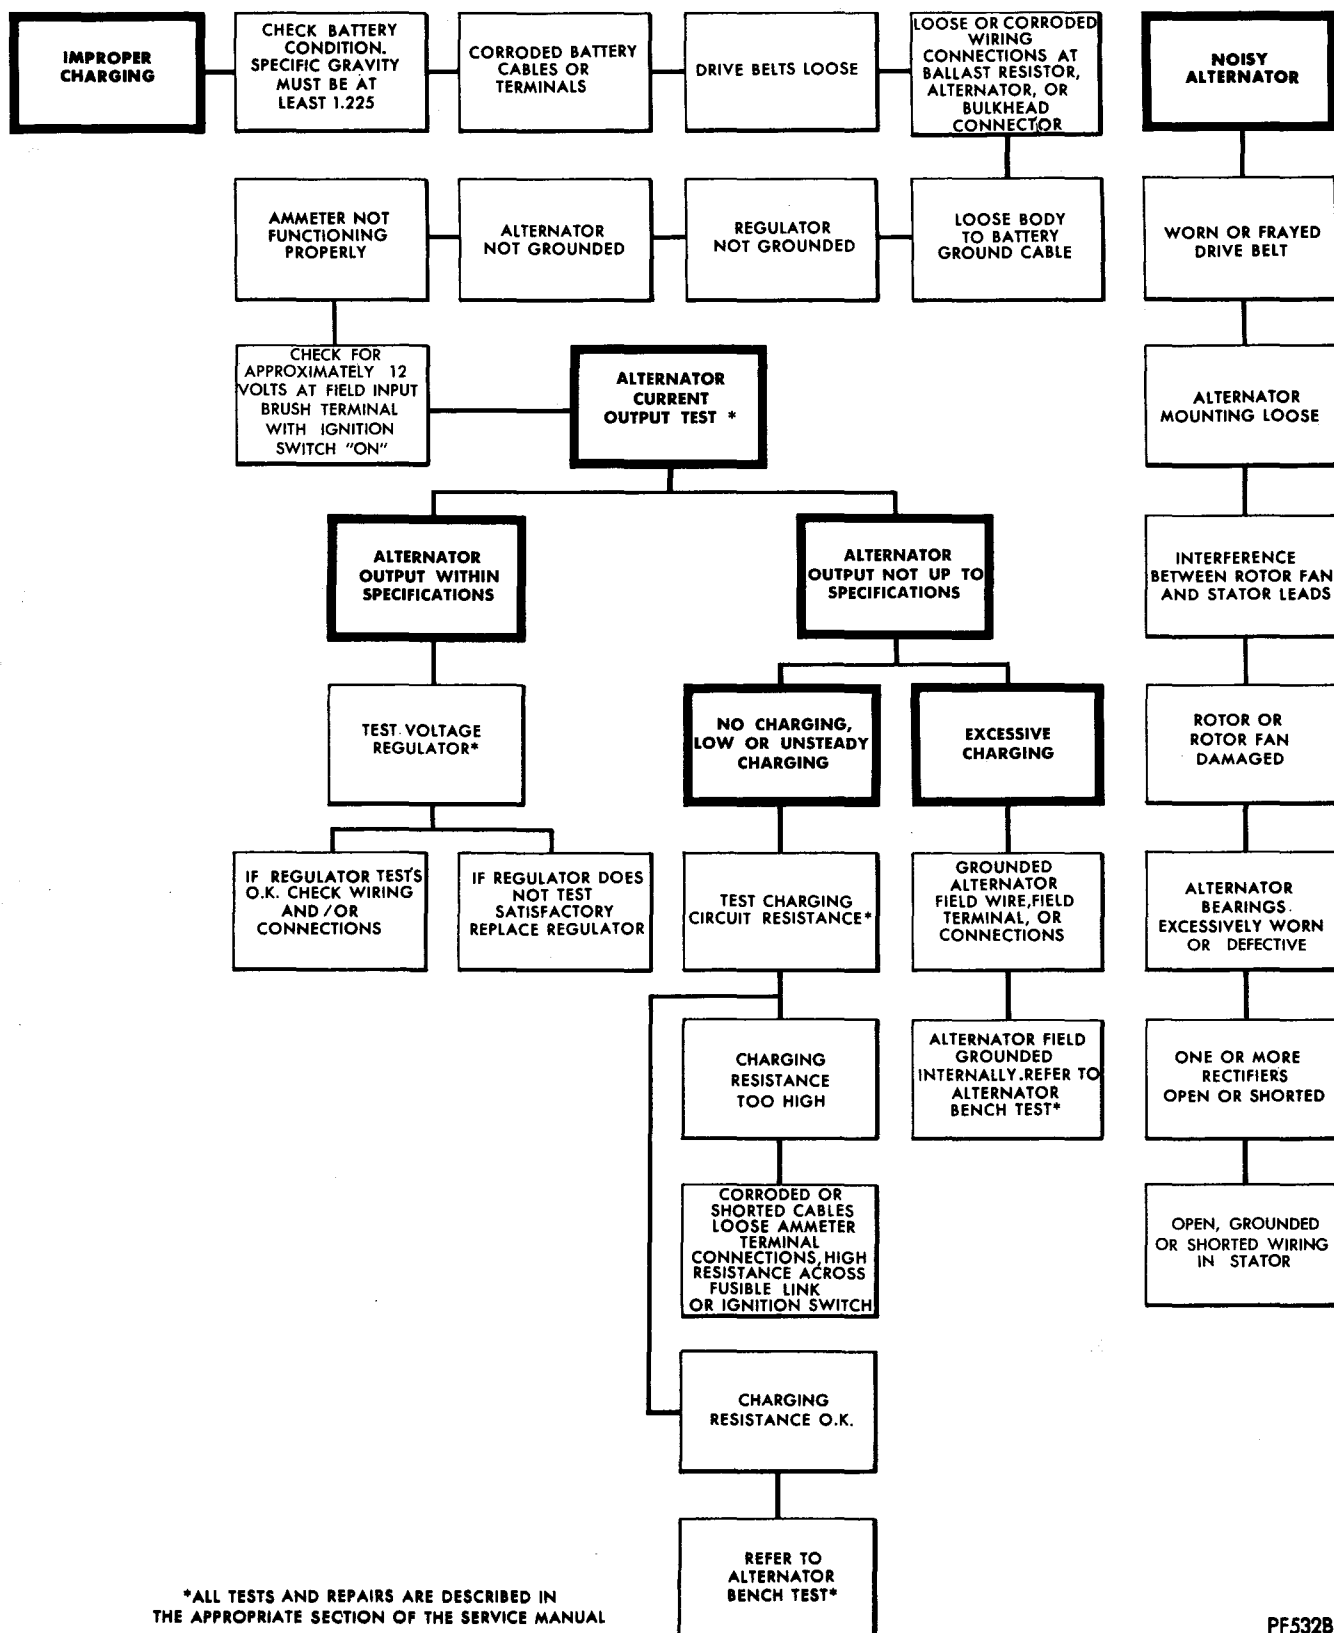 IMPROPER
CHARGING
CHECK BATTERY
CONDITION.
SPECIFIC GRAVITY
MUST BE AT
LEAST 1.225
CORRODED BATTERY
CABLES OR
TERMINALS
DRIVE BELTS LOOSE
LOOSE OR CORRODED
WIRING
CONNECTIONS AT
BALLAST RESISTOR,
ALTERNATOR, OR
BULKHEAD
CONNECTOR
NOISY
ALTERNATOR
AMMETER NOT
FUNCTIONING
PROPERLY
ALTERNATOR
NOT GROUNDED
REGULATOR
NOT GROUNDED
LOOSE BODY
TO BATTERY
GROUND CABLE
WORN OR FRAYED
DRIVE BELT
CHECK FOR
APPROXIMATELY 12
VOLTS AT FIELD INPUT
BRUSH TERMINAL
WITH IGNITION
SWITCH "ON"
ALTERNATOR
CURRENT
OUTPUT TEST *
ALTERNATOR
MOUNTING LOOSE
ALTERNATOR
OUTPUT WITHIN
SPECIFICATIONS
ALTERNATOR
OUTPUT NOT UP TO
SPECIFICATIONS
INTERFERENCE
BETWEEN ROTOR FAN
AND STATOR LEADS
TEST VOLTAGE
REGULATOR*
NO CHARGING,
LOW OR UNSTEADY
CHARGING
EXCESSIVE
CHARGING
ROTOR OR
ROTOR FAN
DAMAGED
IF REGULATOR TEST'S
O.K. CHECK WIRING
AND /OR
CONNECTIONS
IF REGULATOR DOES
NOT TEST
SATISFACTORY
REPLACE REGULATOR
TEST CHARGING
CIRCUIT RESISTANCE*
GROUNDED
ALTERNATOR
FIELD WIRE,FIELD
TERMINAL, OR
CONNECTIONS
ALTERNATOR
BEARINGS.
EXCESSIVELY WORN
OR DEFECTIVE
CHARGING
RESISTANCE
TOO HIGH
ALTERNATOR FIELD
GROUNDED
INTERNALLY.REFER TO
ALTERNATOR
BENCH TEST*
ONE OR MORE
RECTIFIERS
OPEN OR SHORTED
CORRODED OR
SHORTED CABLES
LOOSE AMMETER
TERMINAL
CONNECTIONS,HIGH
RESISTANCE ACROSS
FUSIBLE LINK
OR IGNITION SWITCH
OPEN, GROUNDED
OR SHORTED WIRING
IN STATOR
CHARGING
RESISTANCE O.K.
REFER TO
ALTERNATOR
BENCH TEST*
*ALL TESTS AND REPAIRS ARE DESCRIBED IN
THE APPROPRIATE SECTION OF THE SERVICE MANUAL
PF532B